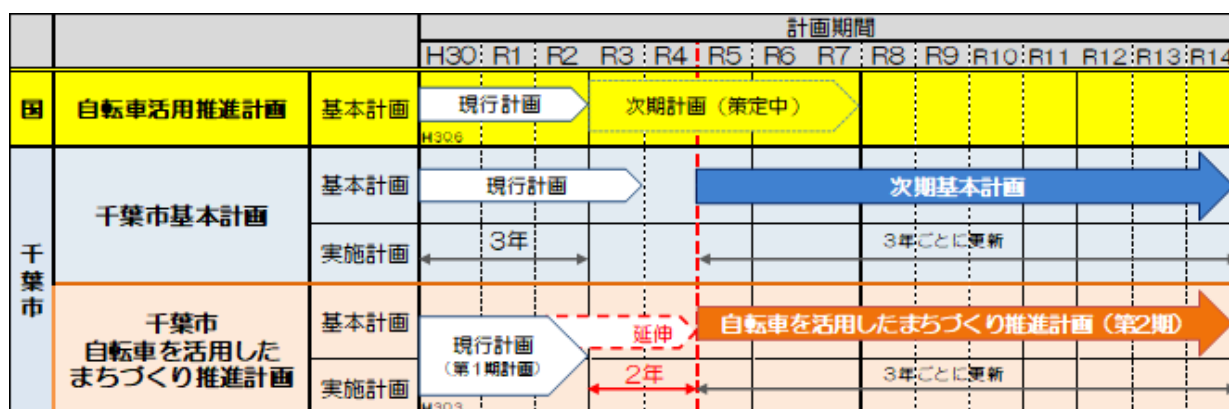 計画期間
H30 R1 R2 R3 R4 R5 R6 R7 R8 R9 R10 R11 R12 R13 R14
国 自転車活用推進計画 基本計画 現行計画 次期計画（策定中）
H30.6
千葉市
千葉市基本計画
基本計画 現行計画 次期基本計画
実施計画 3年 3年ごとに更新
千葉市
自転車を活用した
まちづくり推進計画
基本計画 延伸 自転車を活用したまちづくり推進計画（第2期）
現行計画
（第1期計画）
実施計画 2年 3年ごとに更新
H30.3